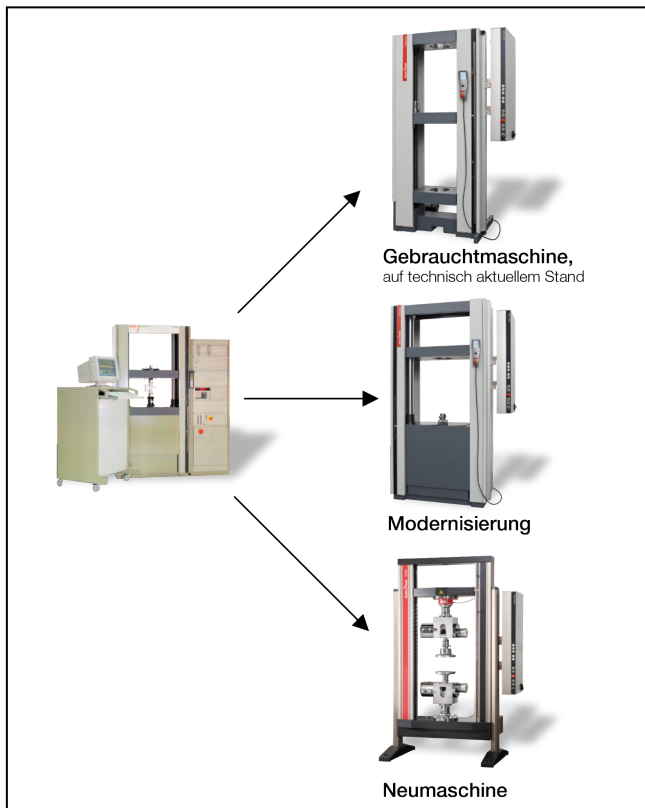 Gebrauchtmaschine,
auf technisch aktuellem Stand
Modernisierung
Neumaschine